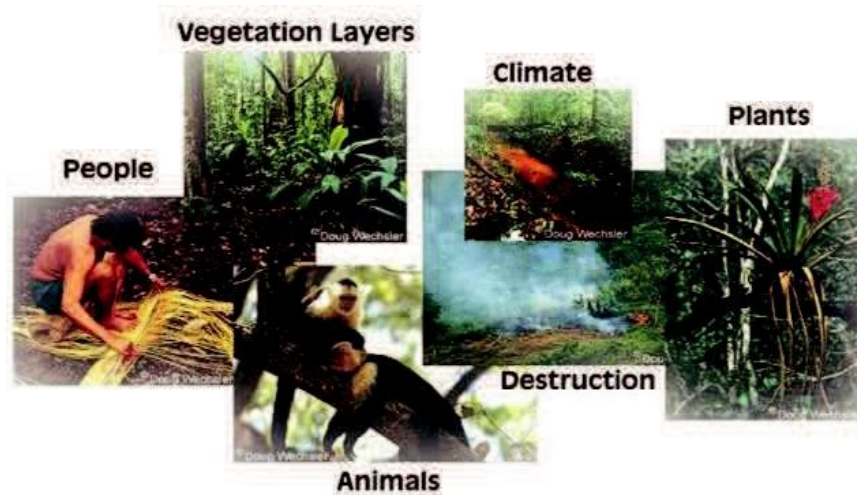 Vegetation Layers
Climate
Plants
People
© Doug Wechsler
© Doug Wechsler
© Doug Wechsler
Destruction
© Doug Wechsler
© Doug Wechsler
Animals